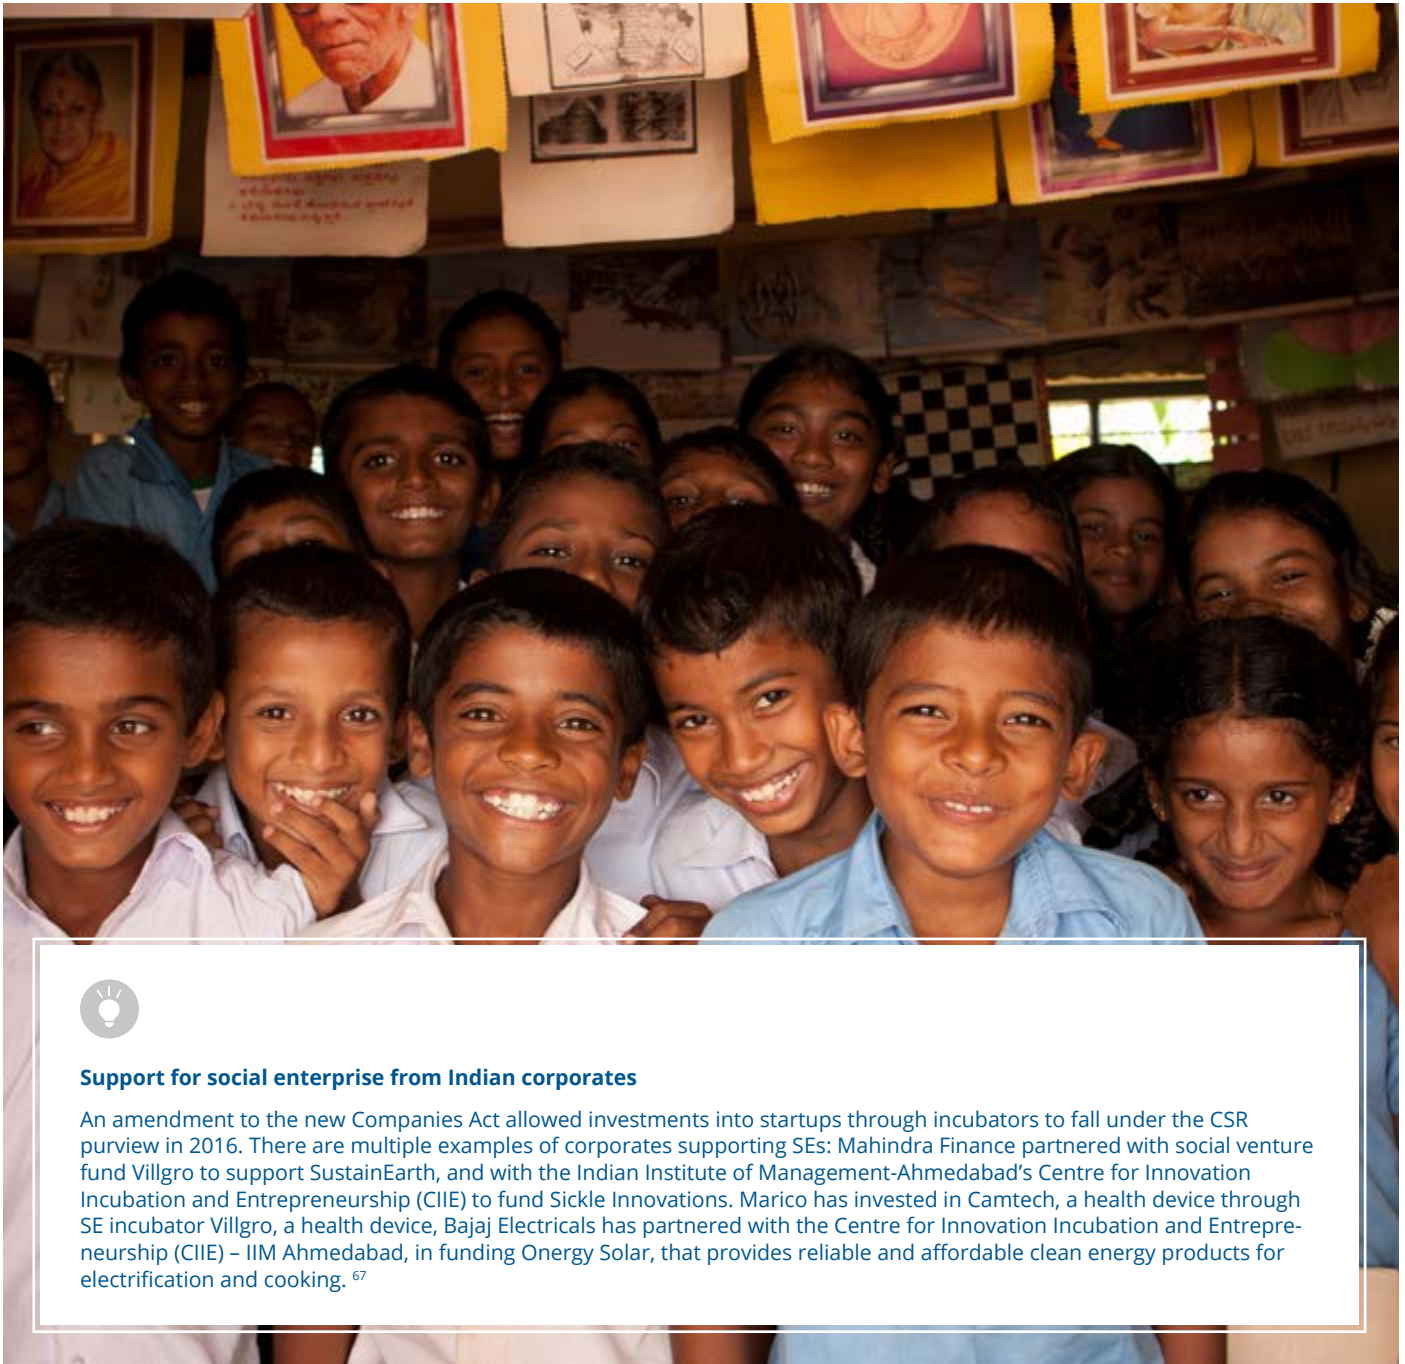 Support for social enterprise from Indian corporates
An amendment to the new Companies Act allowed investments into startups through incubators to fall under the CSR
purview in 2016. There are multiple examples of corporates supporting SEs: Mahindra Finance partnered with social venture
fund Villgro to support SustainEarth, and with the Indian Institute of Management-Ahmedabad’s Centre for Innovation
Incubation and Entrepreneurship (CIIE) to fund Sickle Innovations. Marico has invested in Camtech, a health device through
SE incubator Villgro, a health device, Bajaj Electricals has partnered with the Centre for Innovation Incubation and Entrepre-
neurship (CIIE) – IIM Ahmedabad, in funding Onergy Solar, that provides reliable and affordable clean energy products for
electrification and cooking. 67